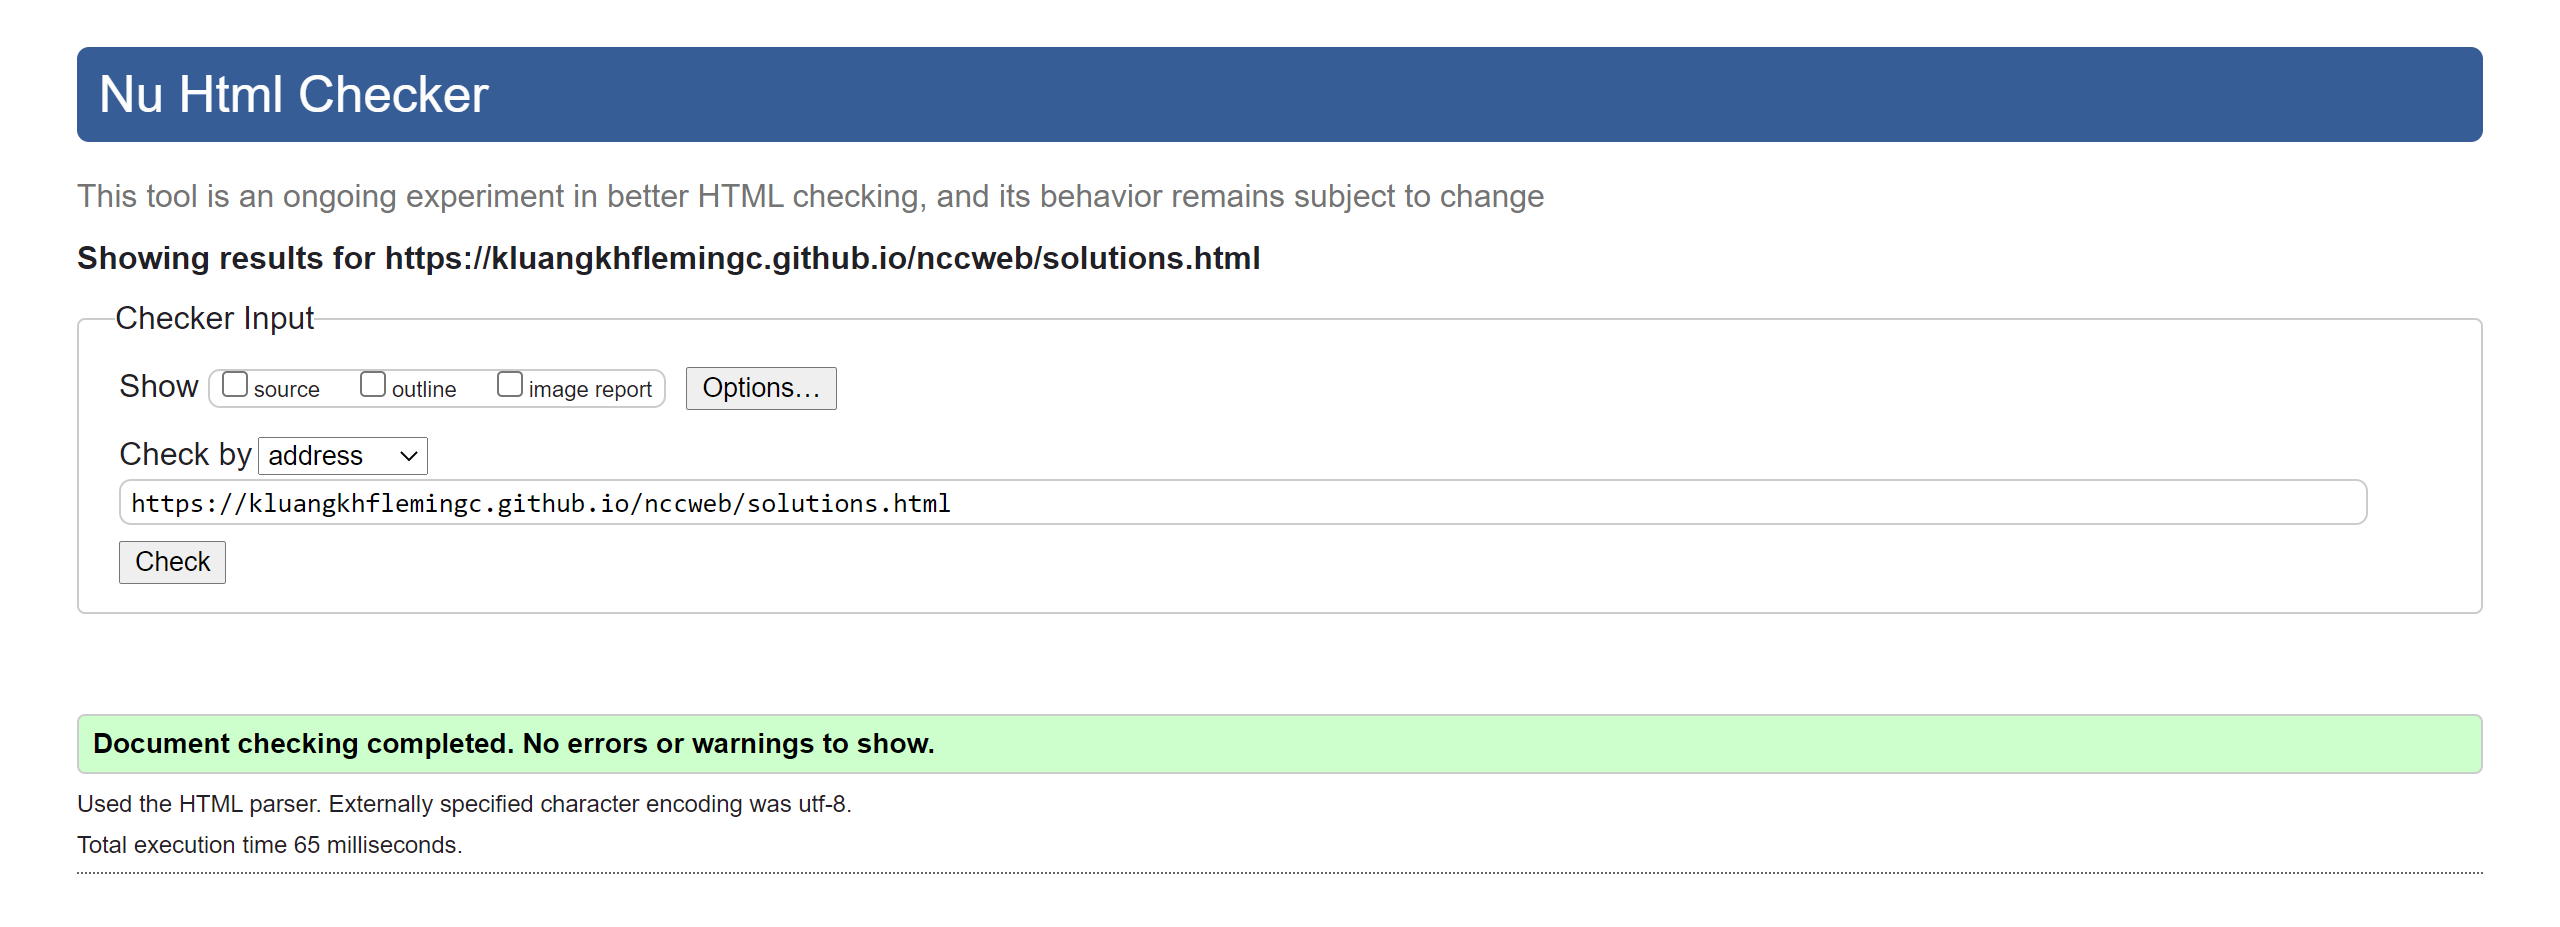 Nu Html Checker
This tool is an ongoing experiment in better HTML checking, and its behavior remains subject to change
Showing results for https://kluangkhflemingc.github.io/nccweb/solutions.html
Checker Input
Show source outline image report Options...
Check by address
https://kluangkhflemingc.github.io/nccweb/solutions.html
Check
Document checking completed. No errors or warnings to show.
Used the HTML parser. Externally specified character encoding was utf-8.
Total execution time 65 milliseconds.